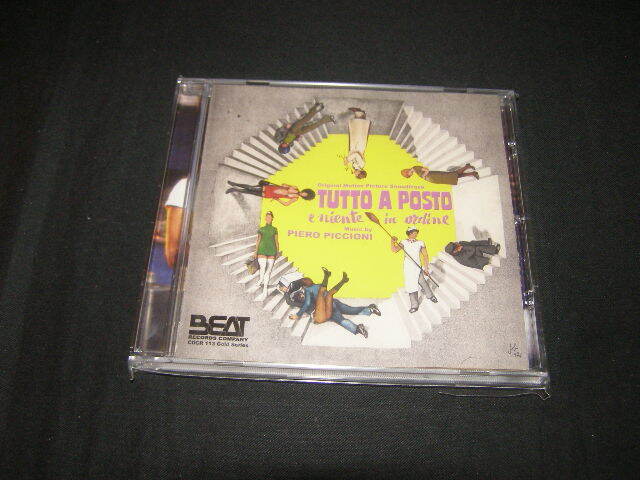 Original Motion Picture Soundtrack
TUTTO A POSTO
e niente in ordine
Music by
PIERO PICCIONI
BEAT
RECORDS COMPANY
CDCR 113 Gold Series